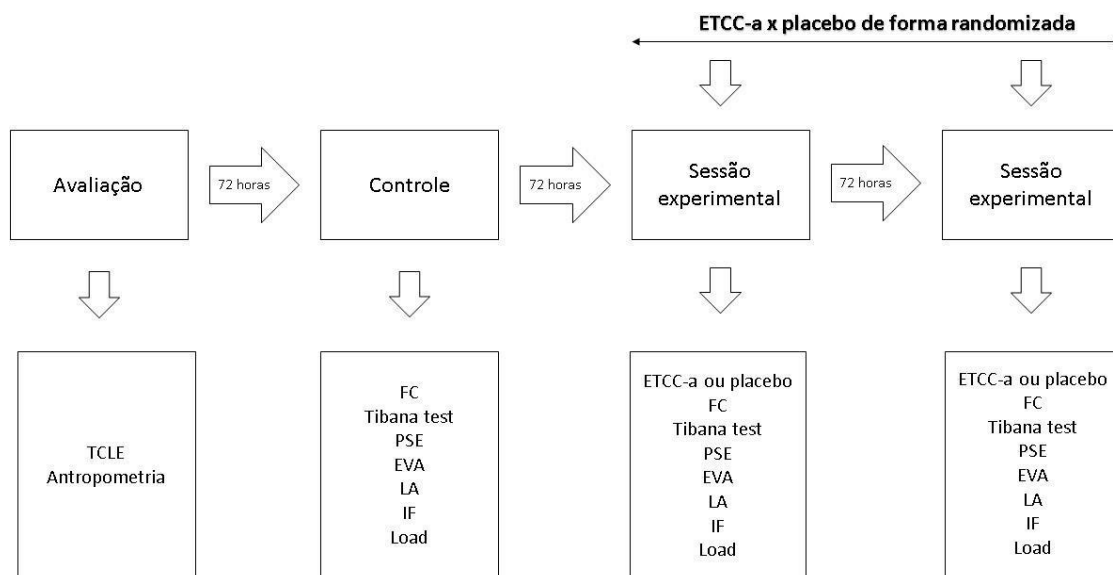 ETCC-a x placebo de forma randomizada
Avaliação
72 horas
Controle
72 horas
Sessão
experimental
72 horas
Sessão
experimental
TCLE
Antropometria
FC
Tibana test
PSE
EVA
LA
IF
Load
ETCC-a ou placebo
FC
Tibana test
PSE
EVA
LA
IF
Load
ETCC-a ou placebo
FC
Tibana test
PSE
EVA
LA
IF
Load